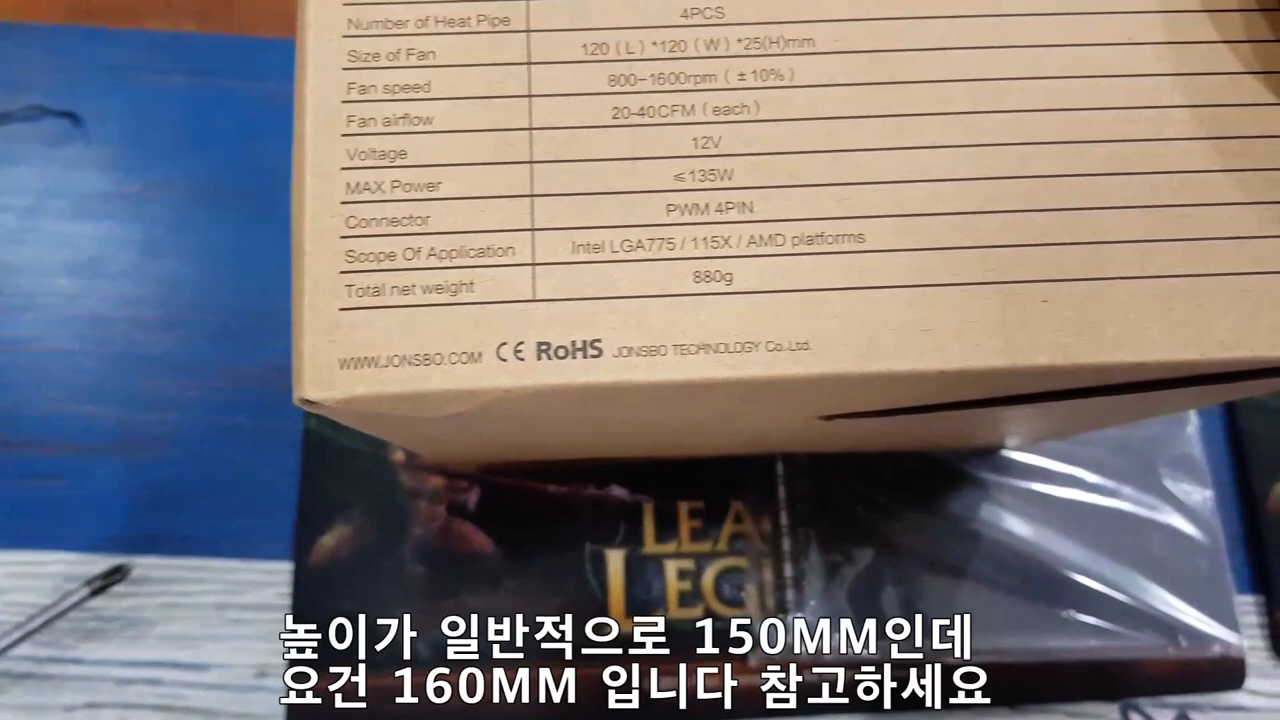 Number of Heat Pipe 4PCS
Size of Fan 120 ( L ) *120 ( W ) *25(H)mm
Fan speed 800-1600rpm ( ±10% )
Fan airflow 20-40CFM ( each )
Voltage 12V
MAX Power ≤135W
Connector PWM 4PIN
Scope Of Application Intel LGA775 / 115X / AMD platforms
Total net weight 880g
WWW.JONSBO.COM CE RoHS JONSBO TECHNOLOGY Co.Ltd.
LEA
LEG
높이가 일반적으로 150MM인데
요건 160MM 입니다 참고하세요